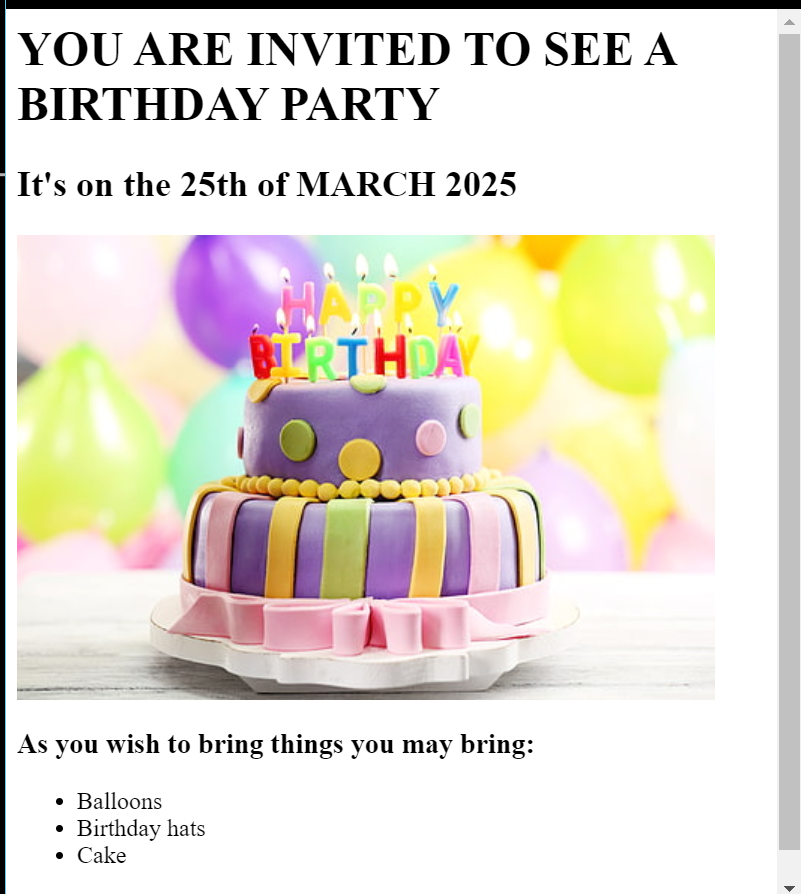 YOU ARE INVITED TO SEE A
BIRTHDAY PARTY
It's on the 25th of MARCH 2025
HAPPY
BIRTHDAY
As you wish to bring things you may bring:
Balloons
Birthday hats
Cake